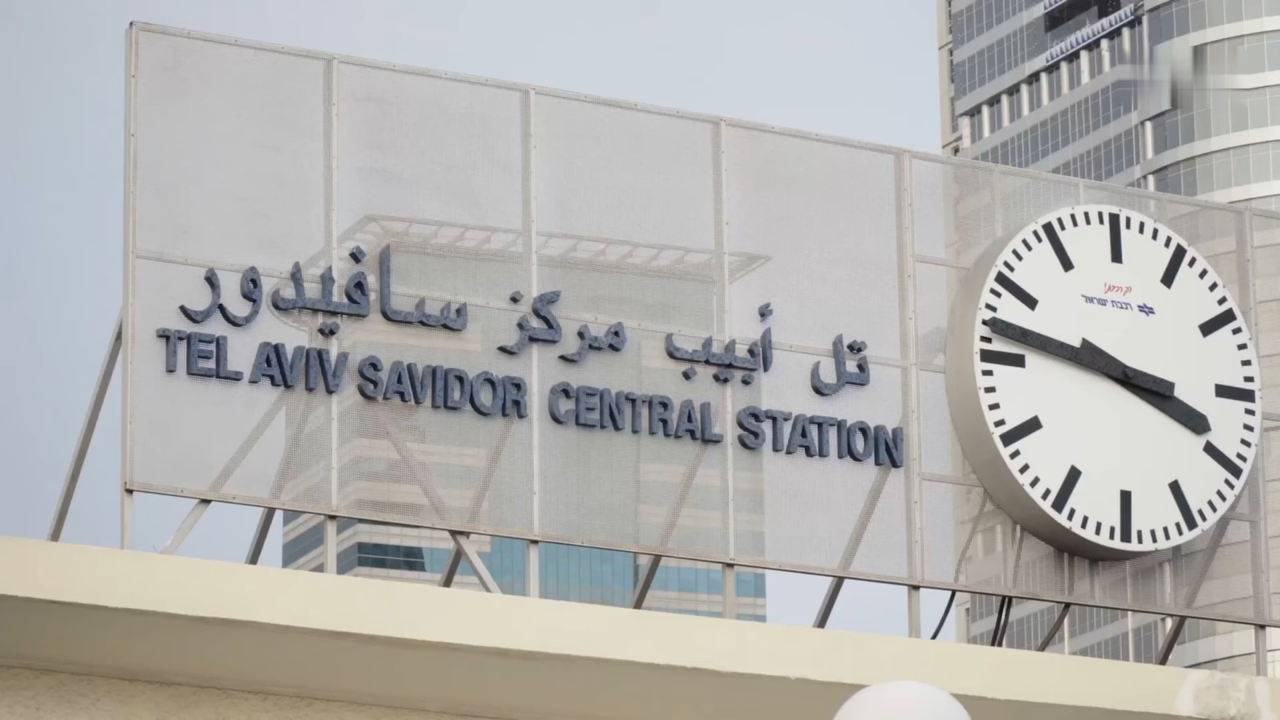 تل أبيب مركز سافيدور
TEL AVIV SAVIDOR CENTRAL STATION
רכבת ישראל